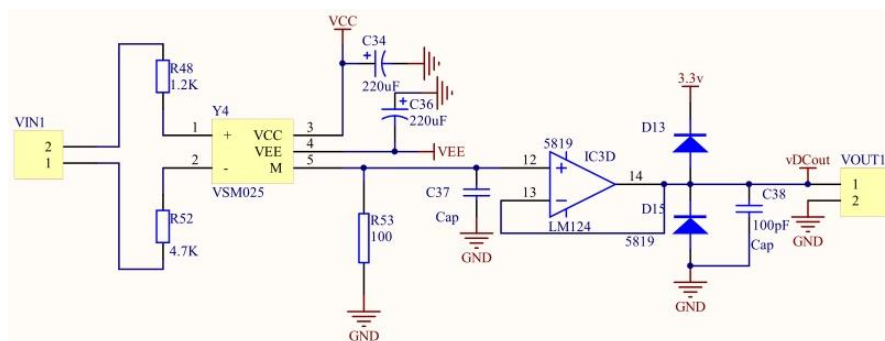 VCC
C34
220uF
R48
1.2K
C36
220uF
3.3v
VIN1
2
1
Y4
1
+
VCC
3
VEE
4
VEE
2
-
M
5
VSM025
D13
5819
IC3D
12
+
14
13
-
LM124
vDCout
VOUT1
1
2
C37
Cap
GND
R52
4.7K
R53
100
GND
D15
5819
GND
C38
100pF
Cap
GND